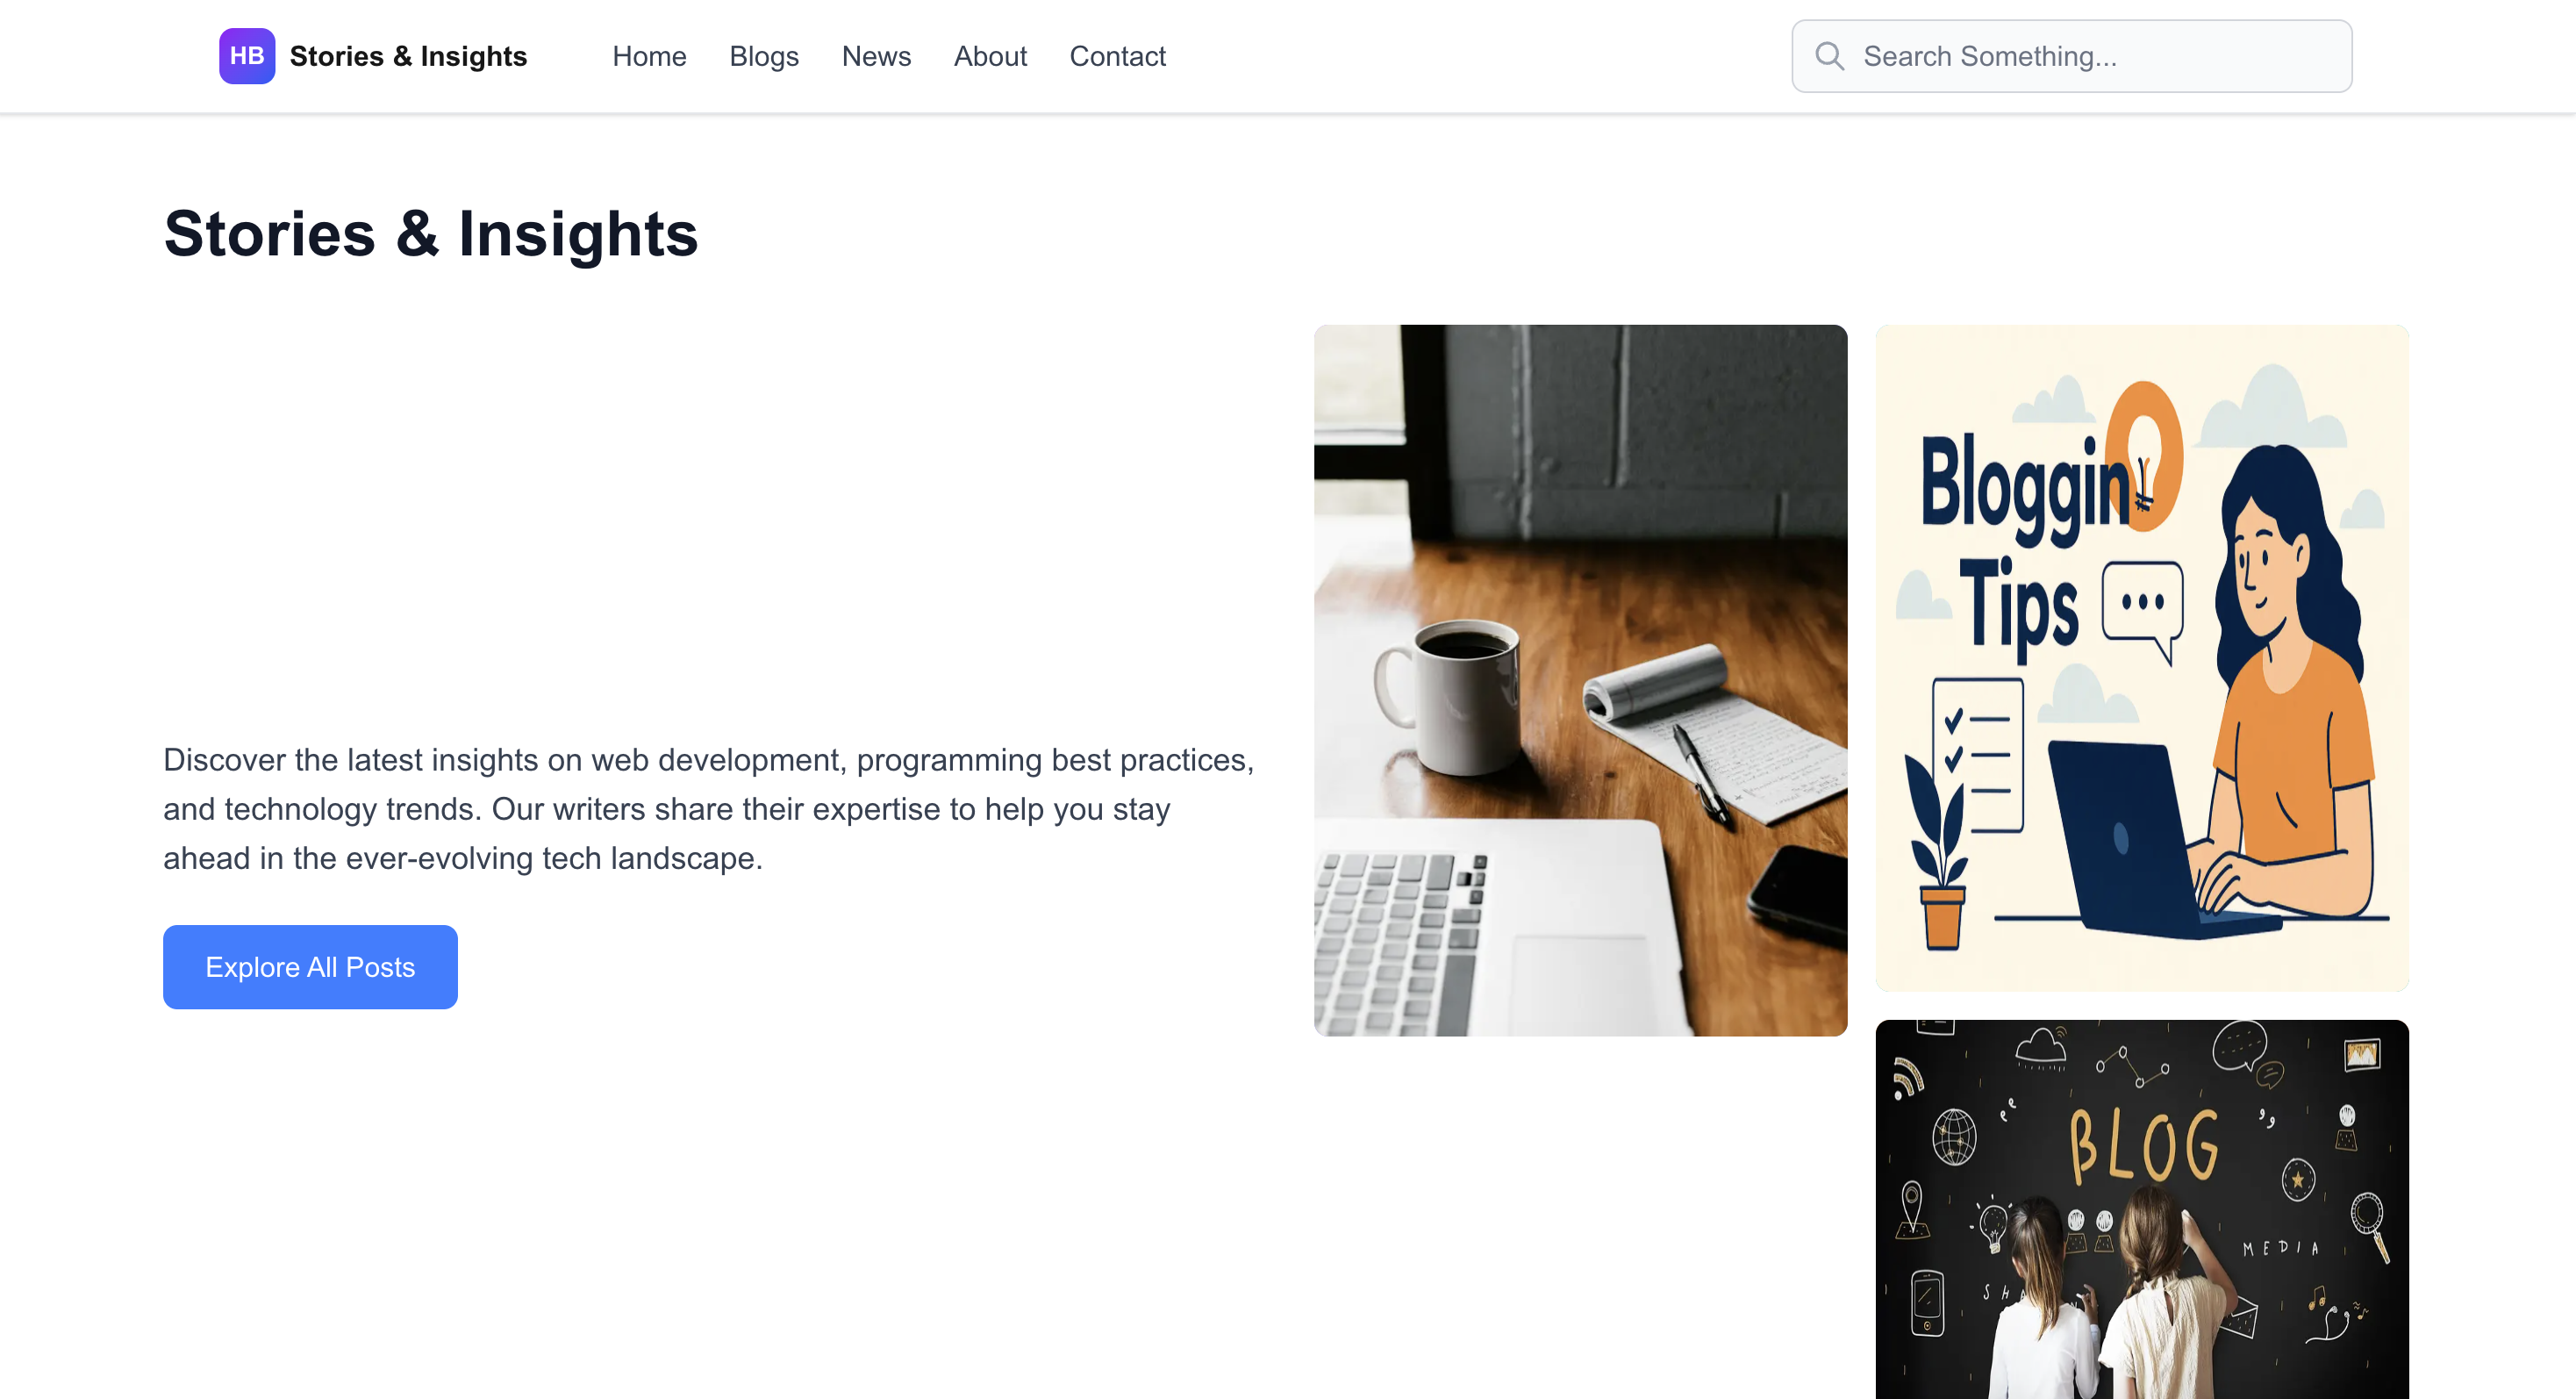 HB Stories & Insights Home Blogs News About Contact Search Something...
Stories & Insights
Discover the latest insights on web development, programming best practices,
and technology trends. Our writers share their expertise to help you stay
ahead in the ever-evolving tech landscape.
Explore All Posts
Bloggin
Tips
BLOG
MEDIA